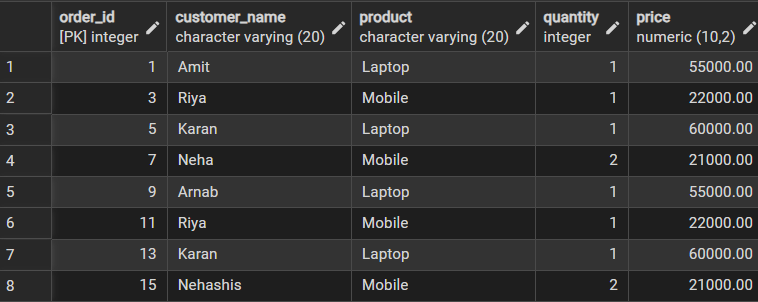 order_id customer_name product quantity price
[PK] integer character varying (20) character varying (20) integer numeric (10,2)
1 1 Amit Laptop 1 55000.00
2 3 Riya Mobile 1 22000.00
3 5 Karan Laptop 1 60000.00
4 7 Neha Mobile 2 21000.00
5 9 Arnab Laptop 1 55000.00
6 11 Riya Mobile 1 22000.00
7 13 Karan Laptop 1 60000.00
8 15 Nehashis Mobile 2 21000.00